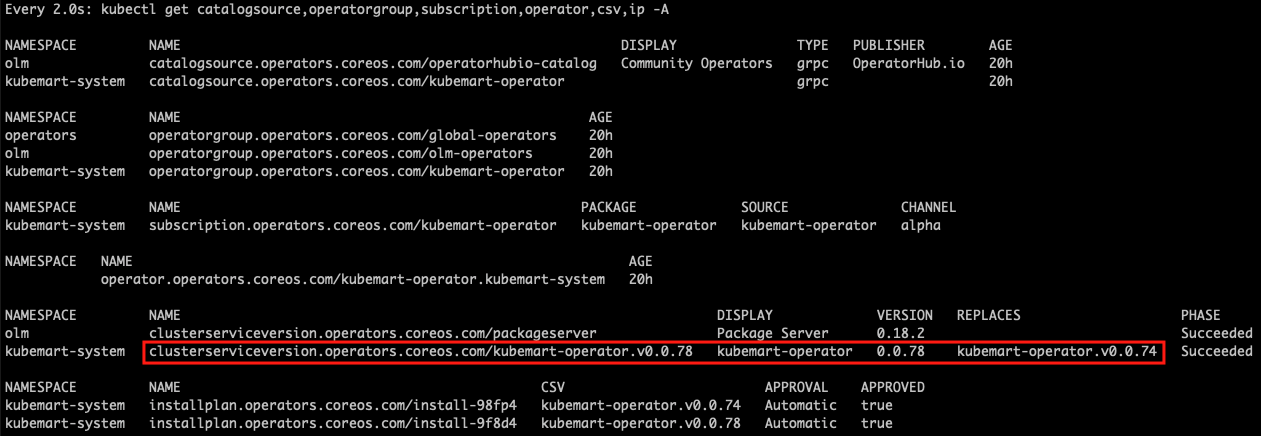 Every 2.0s: kubectl get catalogsource,operatorgroup,subscription,operator,csv,ip -A
NAMESPACE NAME DISPLAY TYPE PUBLISHER AGE
olm catalogsource.operators.coreos.com/operatorhubio-catalog Community Operators grpc OperatorHub.io 20h
kubemart-system catalogsource.operators.coreos.com/kubemart-operator grpc 20h
NAMESPACE NAME AGE
operators operatorgroup.operators.coreos.com/global-operators 20h
olm operatorgroup.operators.coreos.com/olm-operators 20h
kubemart-system operatorgroup.operators.coreos.com/kubemart-operator 20h
NAMESPACE NAME PACKAGE SOURCE CHANNEL
kubemart-system subscription.operators.coreos.com/kubemart-operator kubemart-operator kubemart-operator alpha
NAMESPACE NAME AGE
operator.operators.coreos.com/kubemart-operator.kubemart-system 20h
NAMESPACE NAME DISPLAY VERSION REPLACES PHASE
olm clusterserviceversion.operators.coreos.com/packageserver Package Server 0.18.2 Succeeded
kubemart-system clusterserviceversion.operators.coreos.com/kubemart-operator.v0.0.78 kubemart-operator 0.0.78 kubemart-operator.v0.0.74 Succeeded
NAMESPACE NAME CSV APPROVAL APPROVED
kubemart-system installplan.operators.coreos.com/install-98fp4 kubemart-operator.v0.0.74 Automatic true
kubemart-system installplan.operators.coreos.com/install-9f8d4 kubemart-operator.v0.0.78 Automatic true